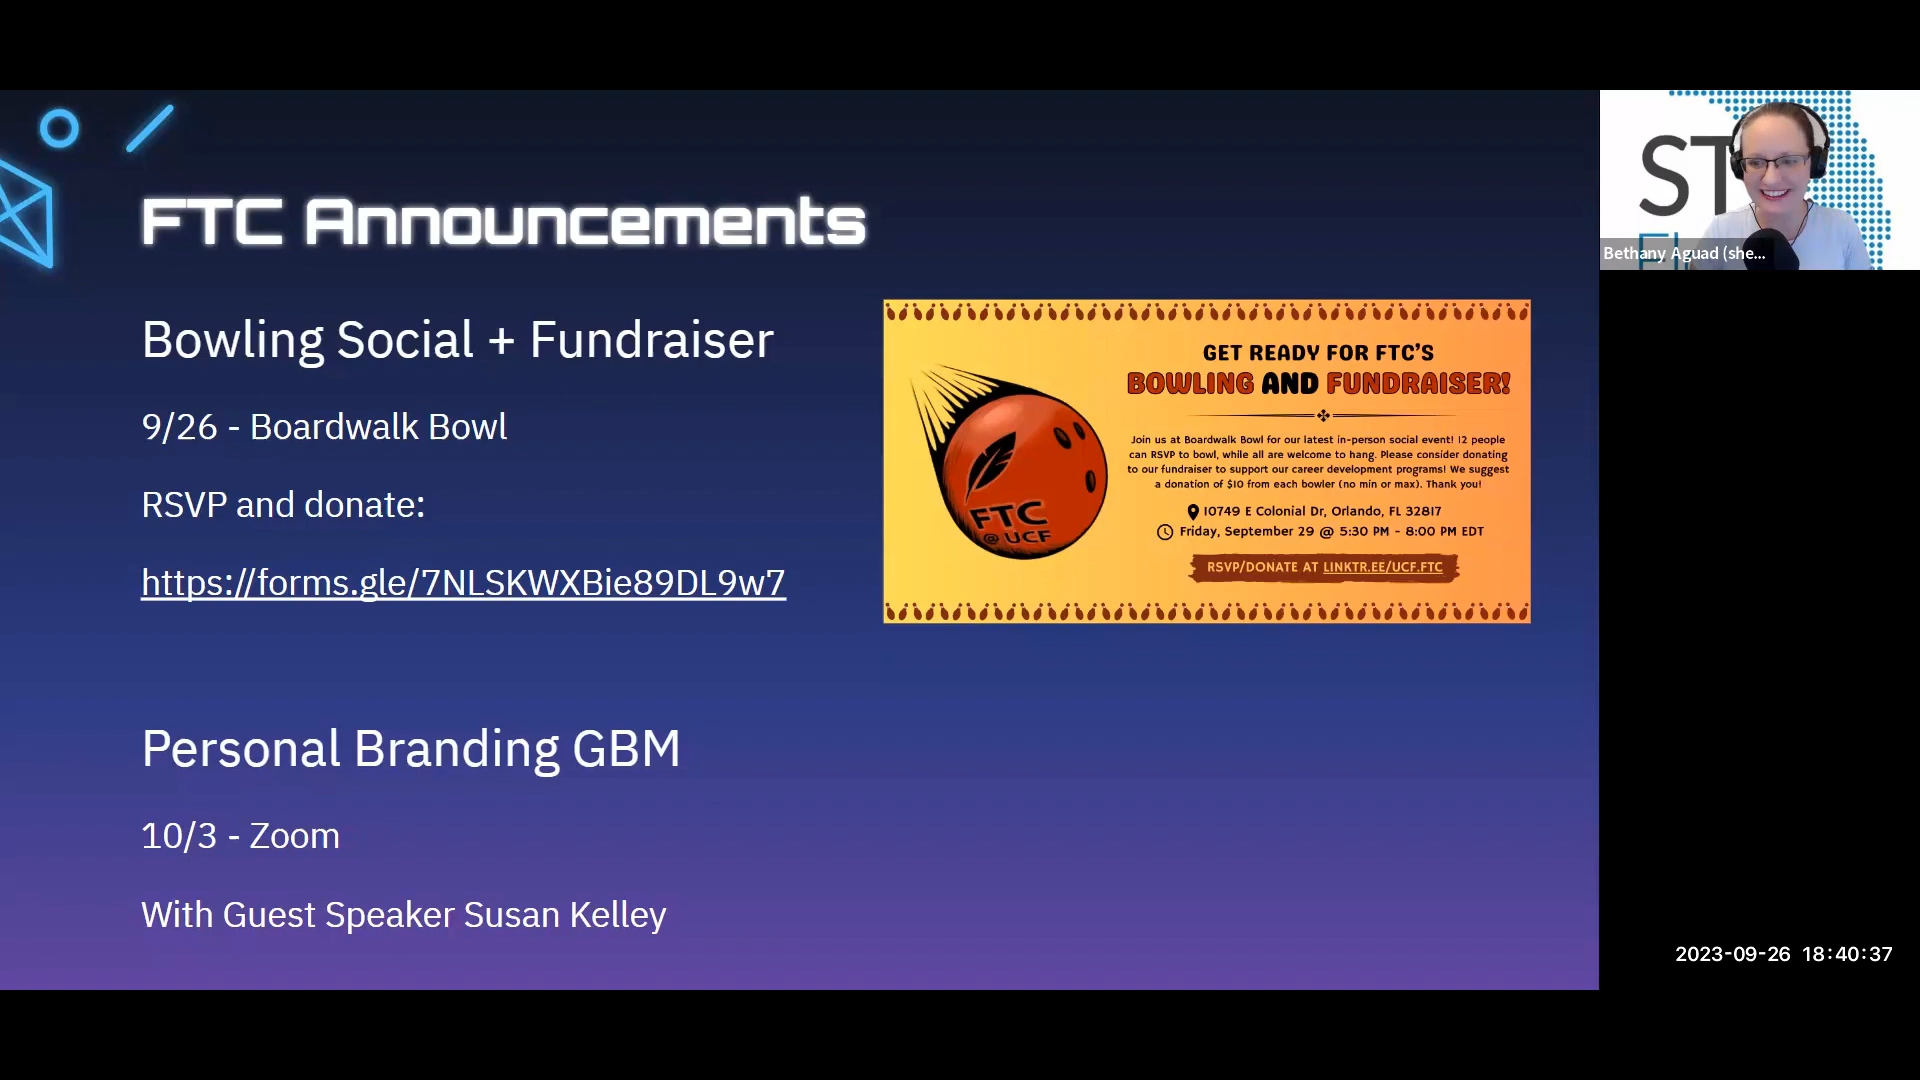 FTC Announcements
Bowling Social + Fundraiser
9/26 - Boardwalk Bowl
RSVP and donate:
https://forms.gle/7NLSKWXBie89DL9w7
Personal Branding GBM
10/3 - Zoom
With Guest Speaker Susan Kelley
GET READY FOR FTC'S
BOWLING AND FUNDRAISER!
Join us at Boardwalk Bowl for our latest in-person social event! 12 people
can RSVP to bowl, while all are welcome to hang. Please consider donating
to our fundraiser to support our career development programs! We suggest
a donation of $10 from each bowler (no min or max). Thank you!
10749 E Colonial Dr, Orlando, FL 32817
Friday, September 29 @ 5:30 PM - 8:00 PM EDT
RSVP/DONATE AT LINKTR.EE/UCF.FTC
FTC
@ UCF
ST
Fl
Bethany Aguad (she...
2023-09-26 18:40:37